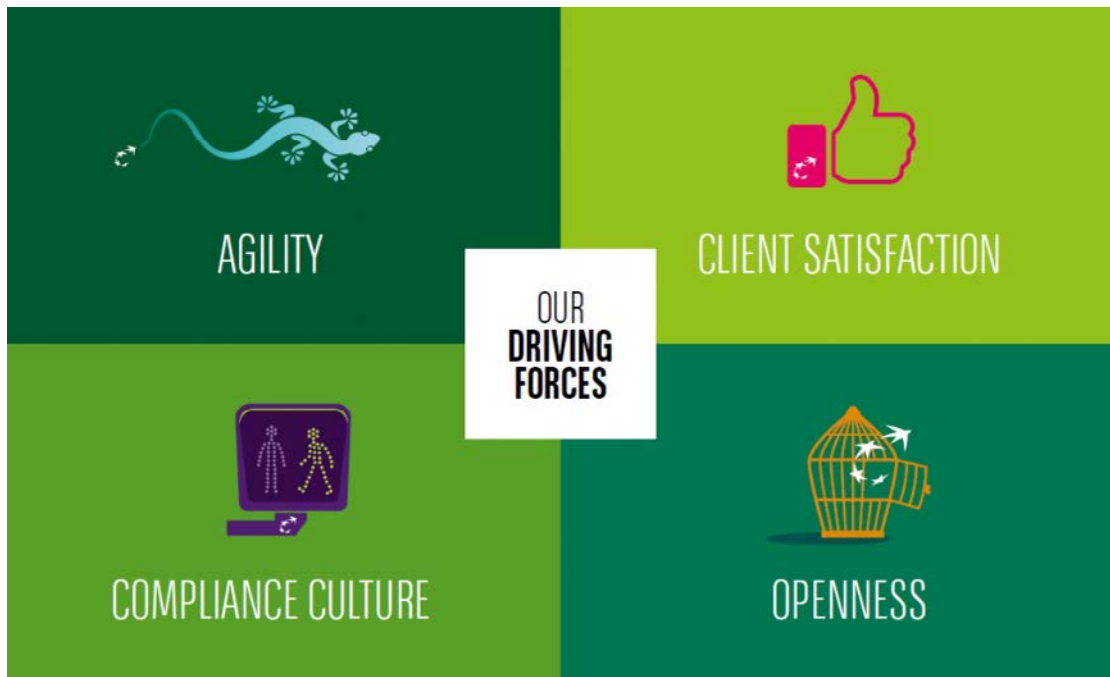 AGILITY
CLIENT SATISFACTION
OUR
DRIVING
FORCES
COMPLIANCE CULTURE
OPENNESS